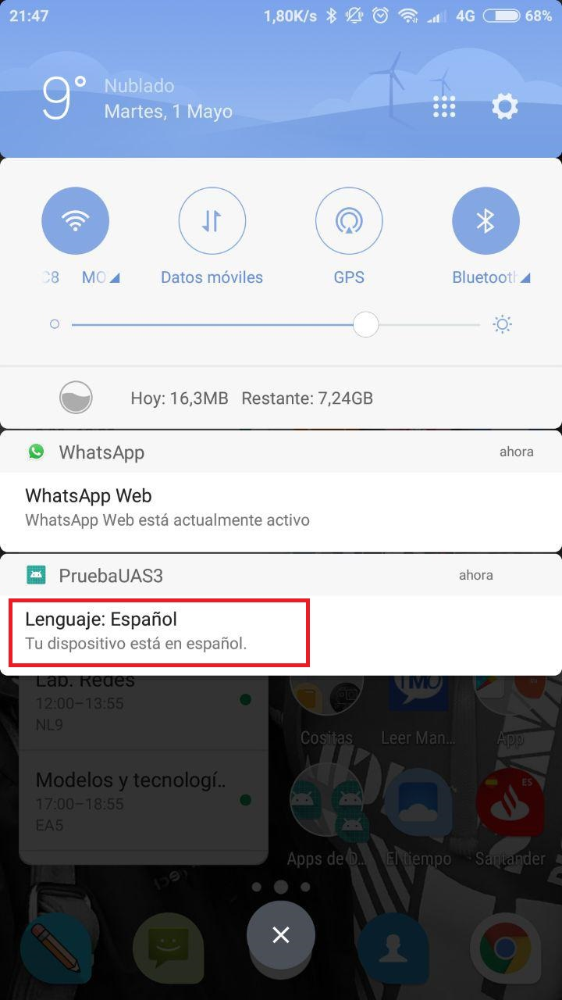 21:47 1,80K/s 4G 68%
9° Nublado
Martes, 1 Mayo
C8 MO Datos móviles GPS Bluetooth
Hoy: 16,3MB Restante: 7,24GB
WhatsApp ahora
WhatsApp Web
WhatsApp Web está actualmente activo
PruebaUAS3 ahora
Lenguaje: Español
Tu dispositivo está en español.
Lab. Redes
12:00–13:55
NL9
TMO
Cositas Leer Man... App
Modelos y tecnologí..
17:00–18:55
EA5
ES
Apps de D... El tiempo Santander